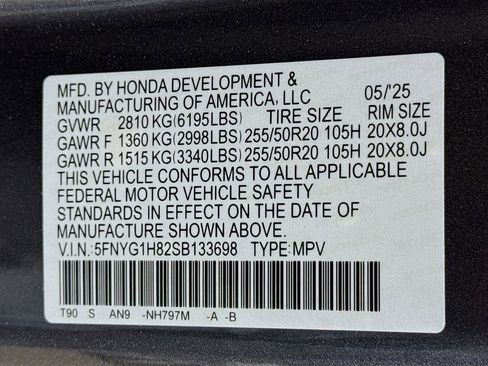 MFD. BY HONDA DEVELOPMENT &
MANUFACTURING OF AMERICA, LLC 05/'25
GVWR 2810 KG(6195LBS) TIRE SIZE RIM SIZE
GAWR F 1360 KG(2998LBS) 255/50R20 105H 20X8.0J
GAWR R 1515 KG(3340LBS) 255/50R20 105H 20X8.0J
THIS VEHICLE CONFORMS TO ALL APPLICABLE
FEDERAL MOTOR VEHICLE SAFETY
STANDARDS IN EFFECT ON THE DATE OF
MANUFACTURE SHOWN ABOVE.
V.I.N.:5FNYG1H82SB133698 TYPE:MPV
T90 S AN9 -NH797M -A -B